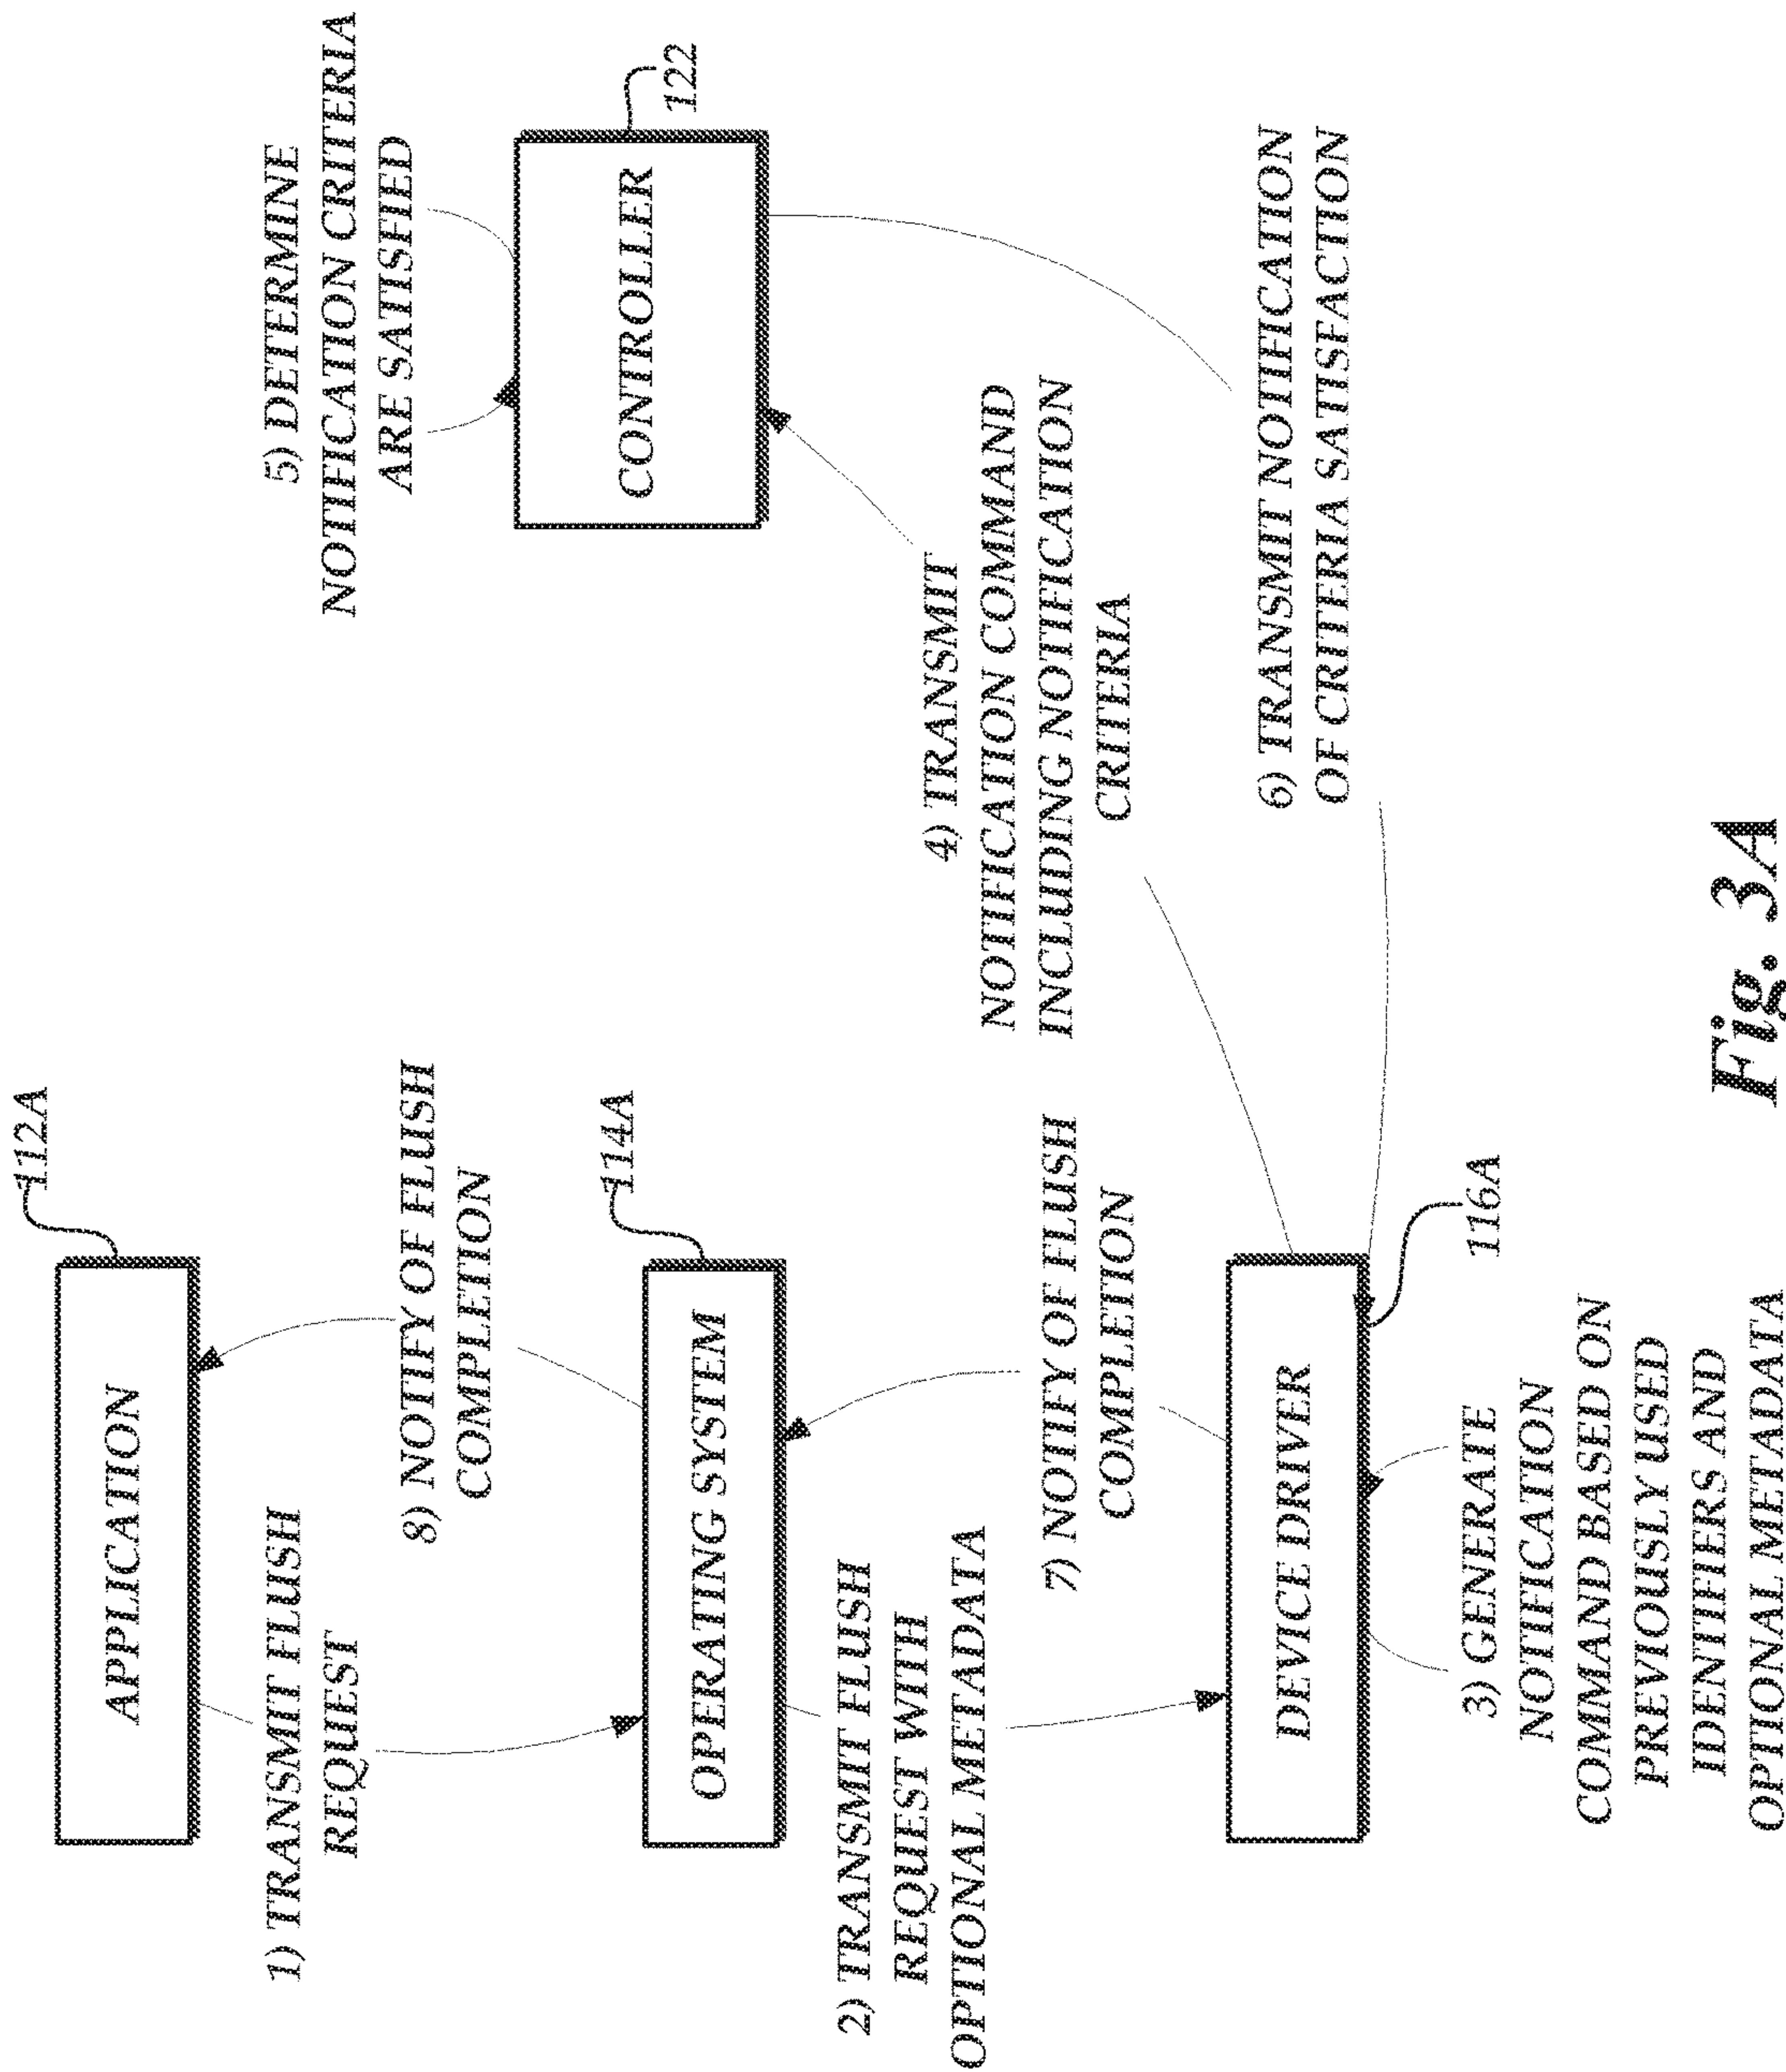 112A
APPLICATION
1) TRANSMIT FLUSH
REQUEST
8) NOTIFY OF FLUSH
COMPLETION
114A
OPERATING SYSTEM
2) TRANSMIT FLUSH
REQUEST WITH
OPTIONAL METADATA
7) NOTIFY OF FLUSH
COMPLETION
DEVICE DRIVER
116A
3) GENERATE
NOTIFICATION
COMMAND BASED ON
PREVIOUSLY USED
IDENTIFIERS AND
OPTIONAL METADATA
5) DETERMINE
NOTIFICATION CRITERIA
ARE SATISFIED
CONTROLLER
122
4) TRANSMIT
NOTIFICATION COMMAND
INCLUDING NOTIFICATION
CRITERIA
6) TRANSMIT NOTIFICATION
OF CRITERIA SATISFACTION
Fig. 3A